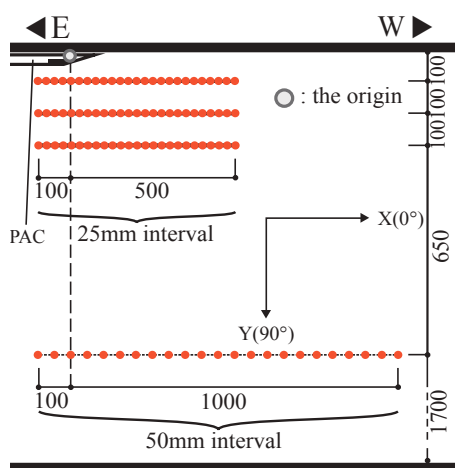 E W
100
100
100
: the origin
100 500
PAC
25mm interval
X(0°)
650
Y(90°)
100 1000
1700
50mm interval